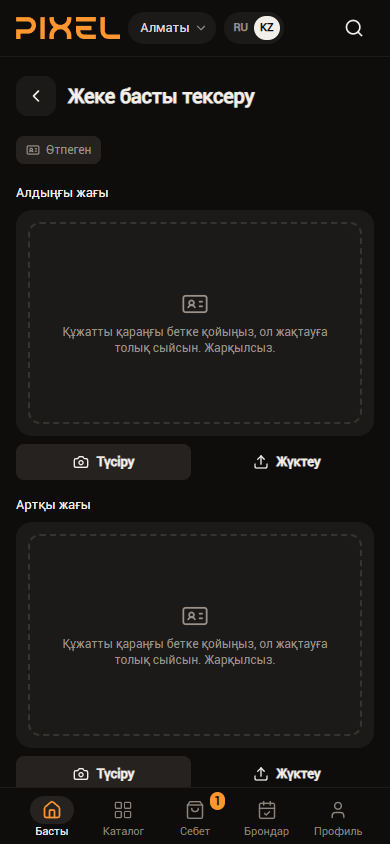 PIXEL
Алматы
RU KZ
Жеке басты тексеру
Өтпеген
Алдыңғы жағы
Құжатты қараңғы бетке қойыңыз, ол жақтауға
толық сыйсын. Жарқылсыз.
Түсіру
Жүктеу
Артқы жағы
Құжатты қараңғы бетке қойыңыз, ол жақтауға
толық сыйсын. Жарқылсыз.
Түсіру
Жүктеу
1
Басты
Каталог
Себет
Брондар
Профиль